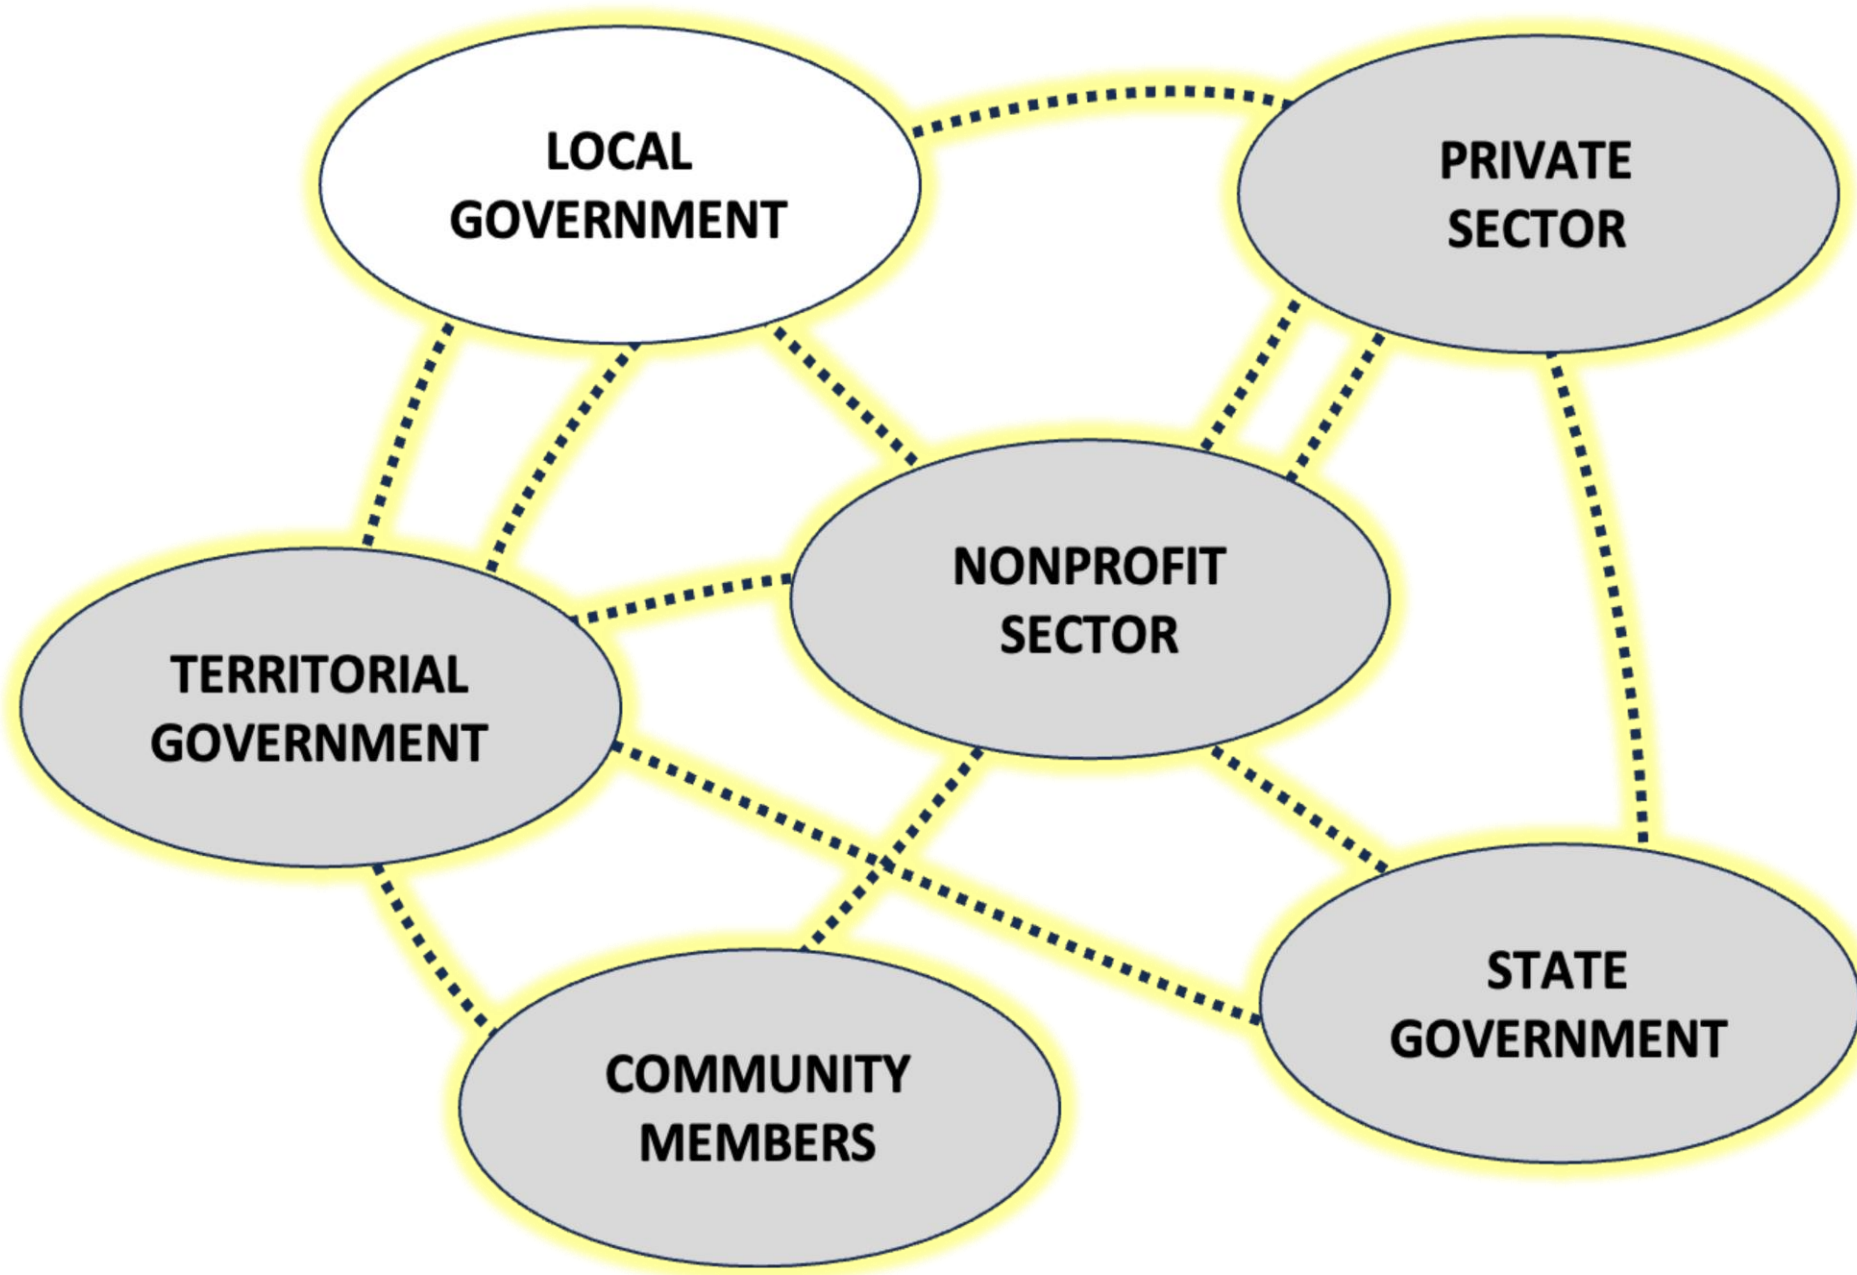 LOCAL
GOVERNMENT
PRIVATE
SECTOR
NONPROFIT
SECTOR
TERRITORIAL
GOVERNMENT
STATE
GOVERNMENT
COMMUNITY
MEMBERS